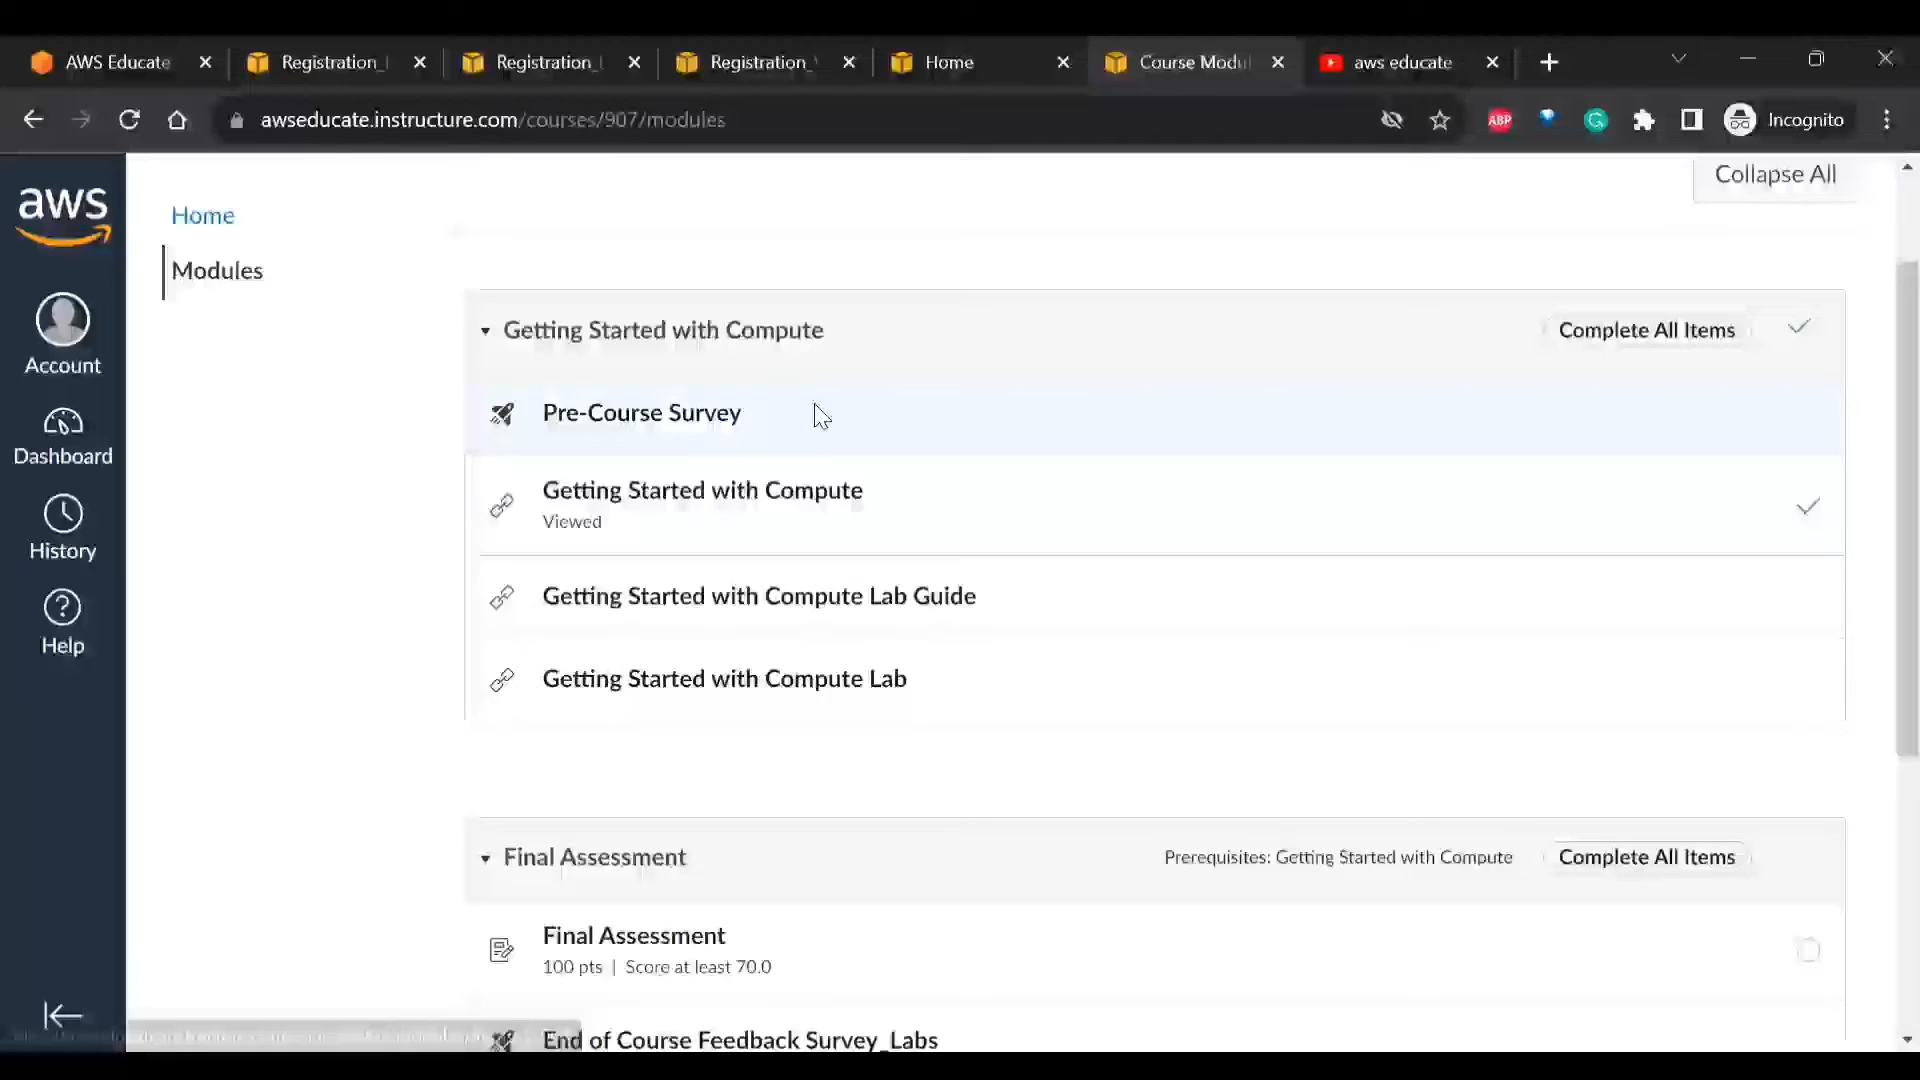 AWS Educate
Registration_
Registration_
Registration_
Home
Course Modul
aws educate
awseducate.instructure.com/courses/907/modules
ABP
Incognito
aws
Account
Dashboard
History
Help
Home
Modules
Collapse All
Getting Started with Compute
Complete All Items
Pre-Course Survey
Getting Started with Compute
Viewed
Getting Started with Compute Lab Guide
Getting Started with Compute Lab
Final Assessment
Prerequisites: Getting Started with Compute
Complete All Items
Final Assessment
100 pts | Score at least 70.0
End of Course Feedback Survey_Labs